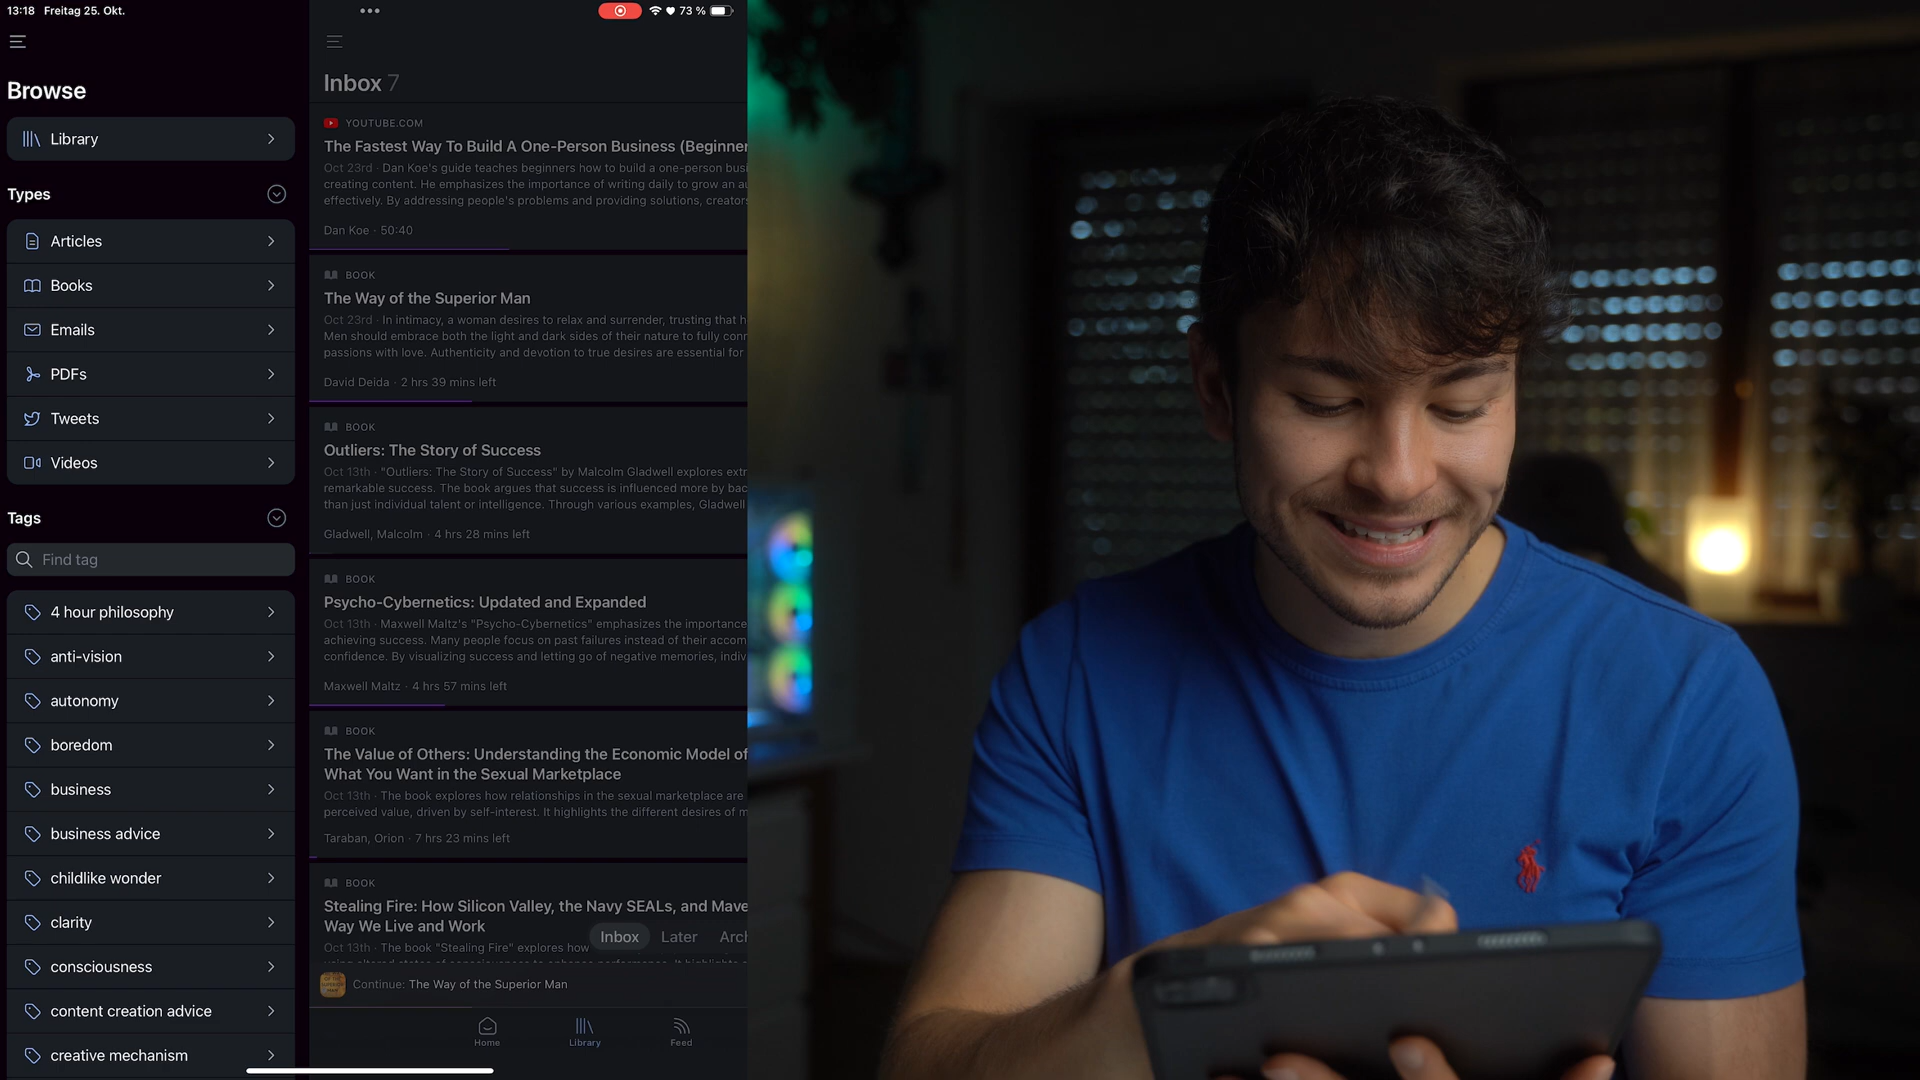 13:18 Freitag 25. Okt.
73 %
Browse
Library
Types
Articles
Books
Emails
PDFs
Tweets
Videos
Tags
Find tag
4 hour philosophy
anti-vision
autonomy
boredom
business
business advice
childlike wonder
clarity
consciousness
content creation advice
creative mechanism
Inbox 7
YOUTUBE.COM
The Fastest Way To Build A One-Person Business (Beginner
Oct 23rd · Dan Koe's guide teaches beginners how to build a one-person busi
creating content. He emphasizes the importance of writing daily to grow an au
effectively. By addressing people's problems and providing solutions, creators
Dan Koe · 50:40
BOOK
The Way of the Superior Man
Oct 23rd · In intimacy, a woman desires to relax and surrender, trusting that h
Men should embrace both the light and dark sides of their nature to fully conn
passions with love. Authenticity and devotion to true desires are essential for
David Deida · 2 hrs 39 mins left
BOOK
Outliers: The Story of Success
Oct 13th · "Outliers: The Story of Success" by Malcolm Gladwell explores extr
remarkable success. The book argues that success is influenced more by bac
than just individual talent or intelligence. Through various examples, Gladwell
Gladwell, Malcolm · 4 hrs 28 mins left
BOOK
Psycho-Cybernetics: Updated and Expanded
Oct 13th · Maxwell Maltz's "Psycho-Cybernetics" emphasizes the importance
achieving success. Many people focus on past failures instead of their accom
confidence. By visualizing success and letting go of negative memories, indiv
Maxwell Maltz · 4 hrs 57 mins left
BOOK
The Value of Others: Understanding the Economic Model of
What You Want in the Sexual Marketplace
Oct 13th · The book explores how relationships in the sexual marketplace are
perceived value, driven by self-interest. It highlights the different desires of m
Taraban, Orion · 7 hrs 23 mins left
BOOK
Stealing Fire: How Silicon Valley, the Navy SEALs, and Mave
Way We Live and Work
Oct 13th · The book "Stealing Fire" explores how
Inbox Later Arch
Continue: The Way of the Superior Man
Home Library Feed